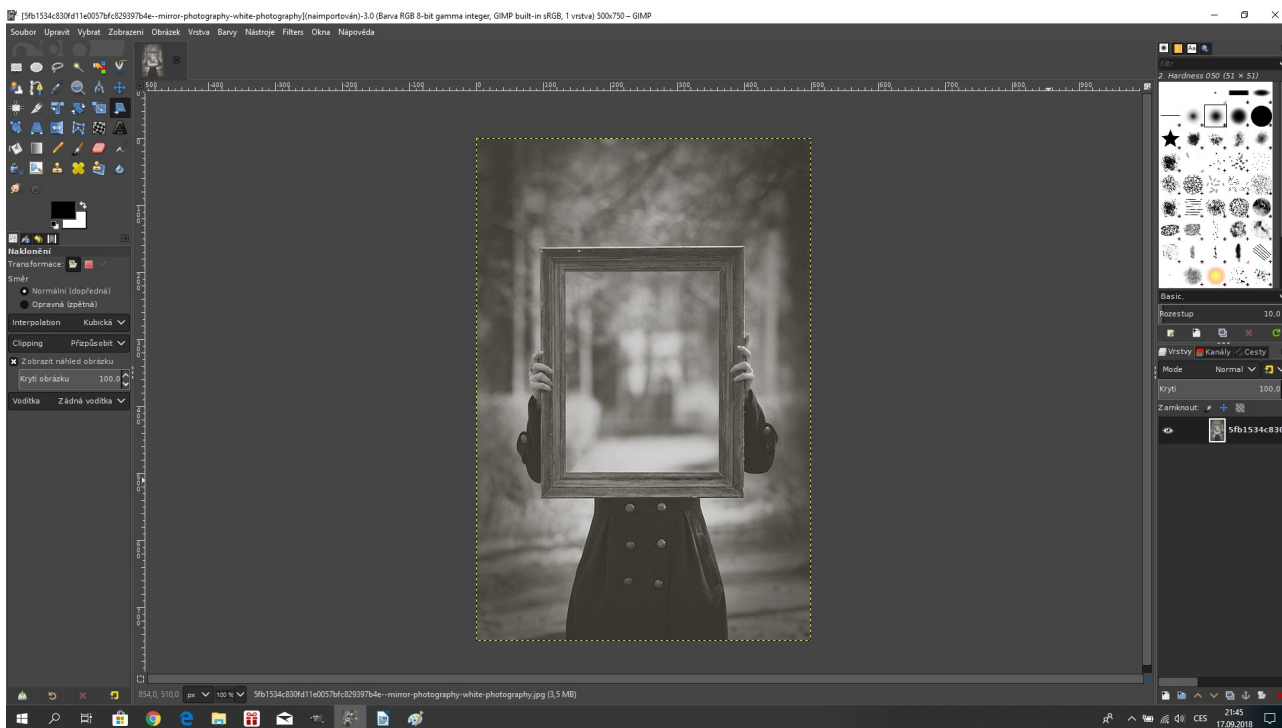 [5fb1534c830fd11e0057bfc829397b4e--mirror-photography-white-photography](naimportován)-3.0 (Barva RGB 8-bit gamma integer, GIMP built-in sRGB, 1 vrstva) 500x750 – GIMP
Soubor Upravit Vybrat Zobrazení Obrázek Vrstva Barvy Nástroje Filters Okna Nápověda
filtr
2. Hardness 050 (51 × 51)
Basic,
Rozestup 10,0
Vrstvy Kanály Cesty
Mode Normal
Krytí 100,0
Zamknout:
5fb1534c830
Naklonění
Transformace:
Směr
Normální (dopředná)
Opravná (zpětná)
Interpolation Kubická
Clipping Přizpůsobit
Zobrazit náhled obrázku
Krytí obrázku 100,0
Vodítka Žádná vodítka
854,0, 510,0 px 100 % 5fb1534c830fd11e0057bfc829397b4e--mirror-photography-white-photography.jpg (3,5 MB)
CES
21:45
17.09.2018